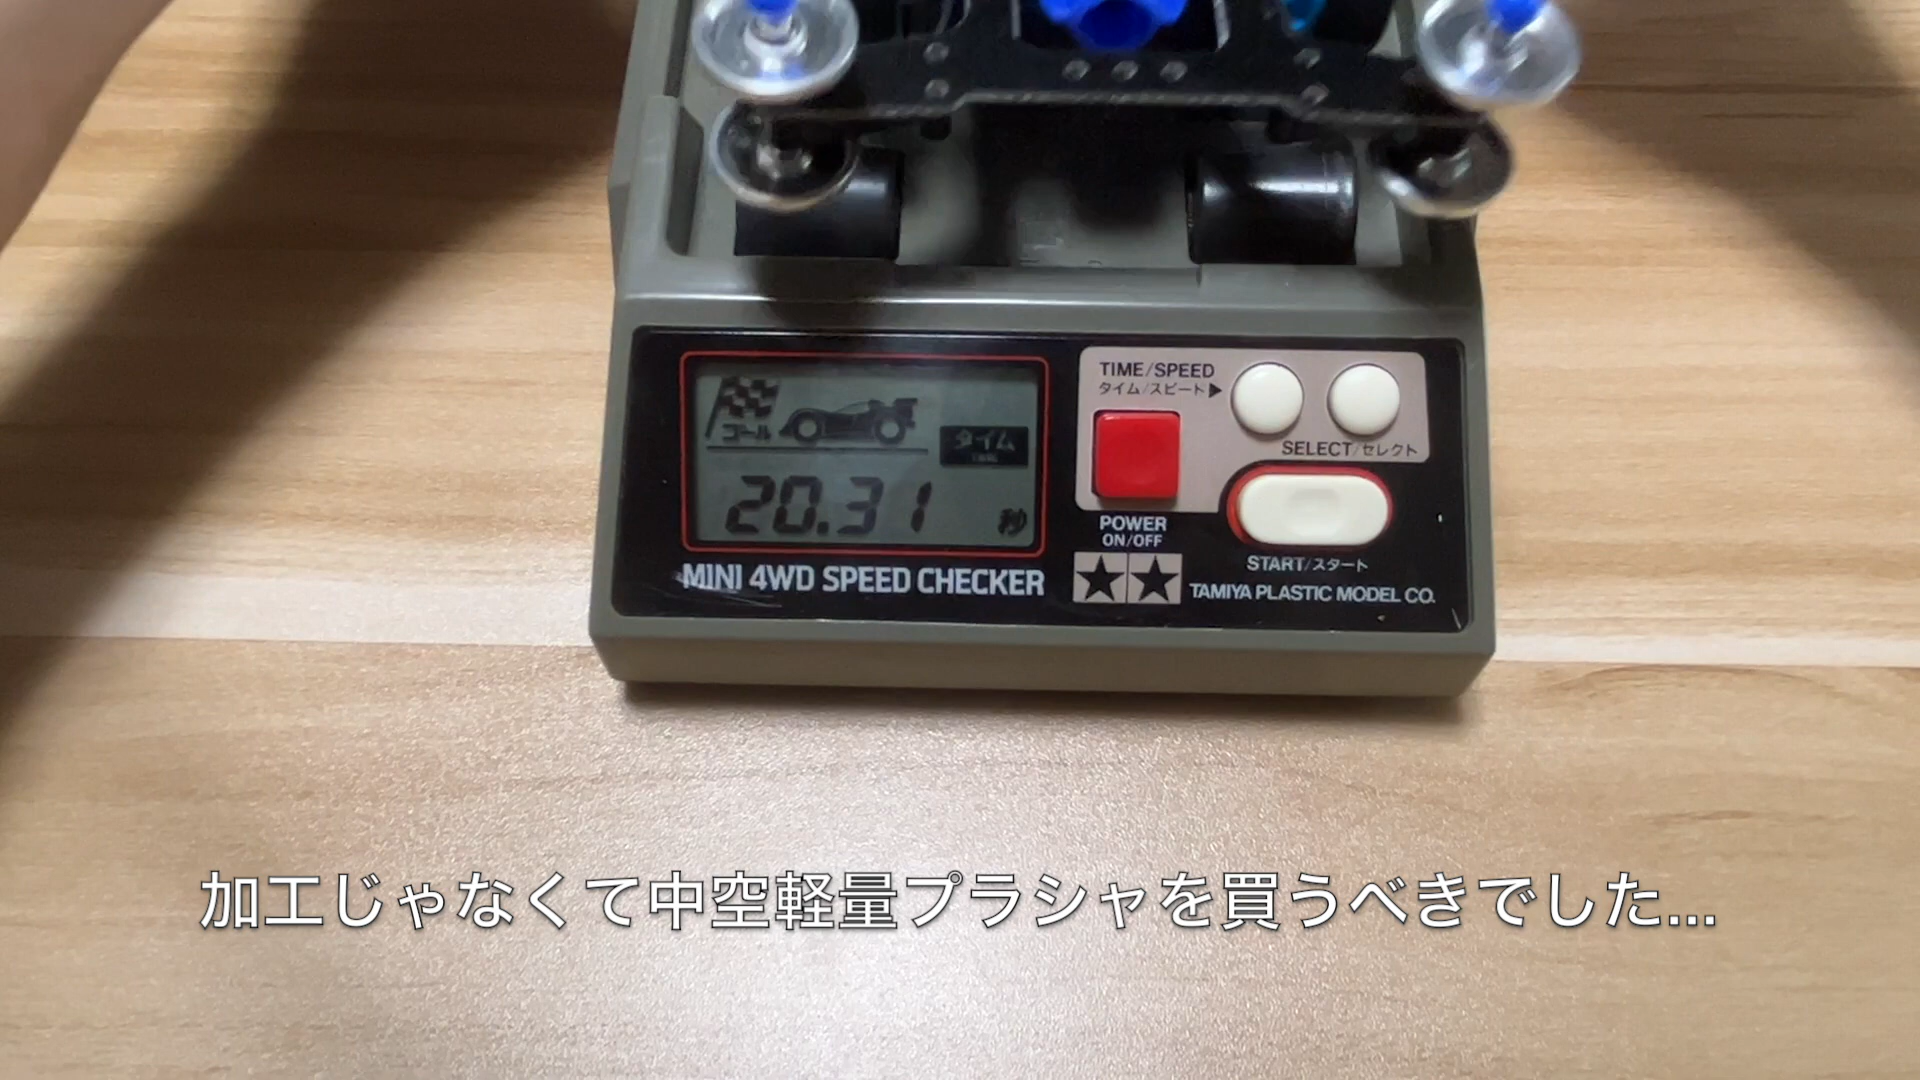 TIME/SPEED
タイム/スピード▶
SELECT/セレクト
ゴール
タイム
20.31 秒
POWER
ON/OFF
START/スタート
MINI 4WD SPEED CHECKER
TAMIYA PLASTIC MODEL CO.
加工じゃなくて中空軽量プラシャを買うべきでした...